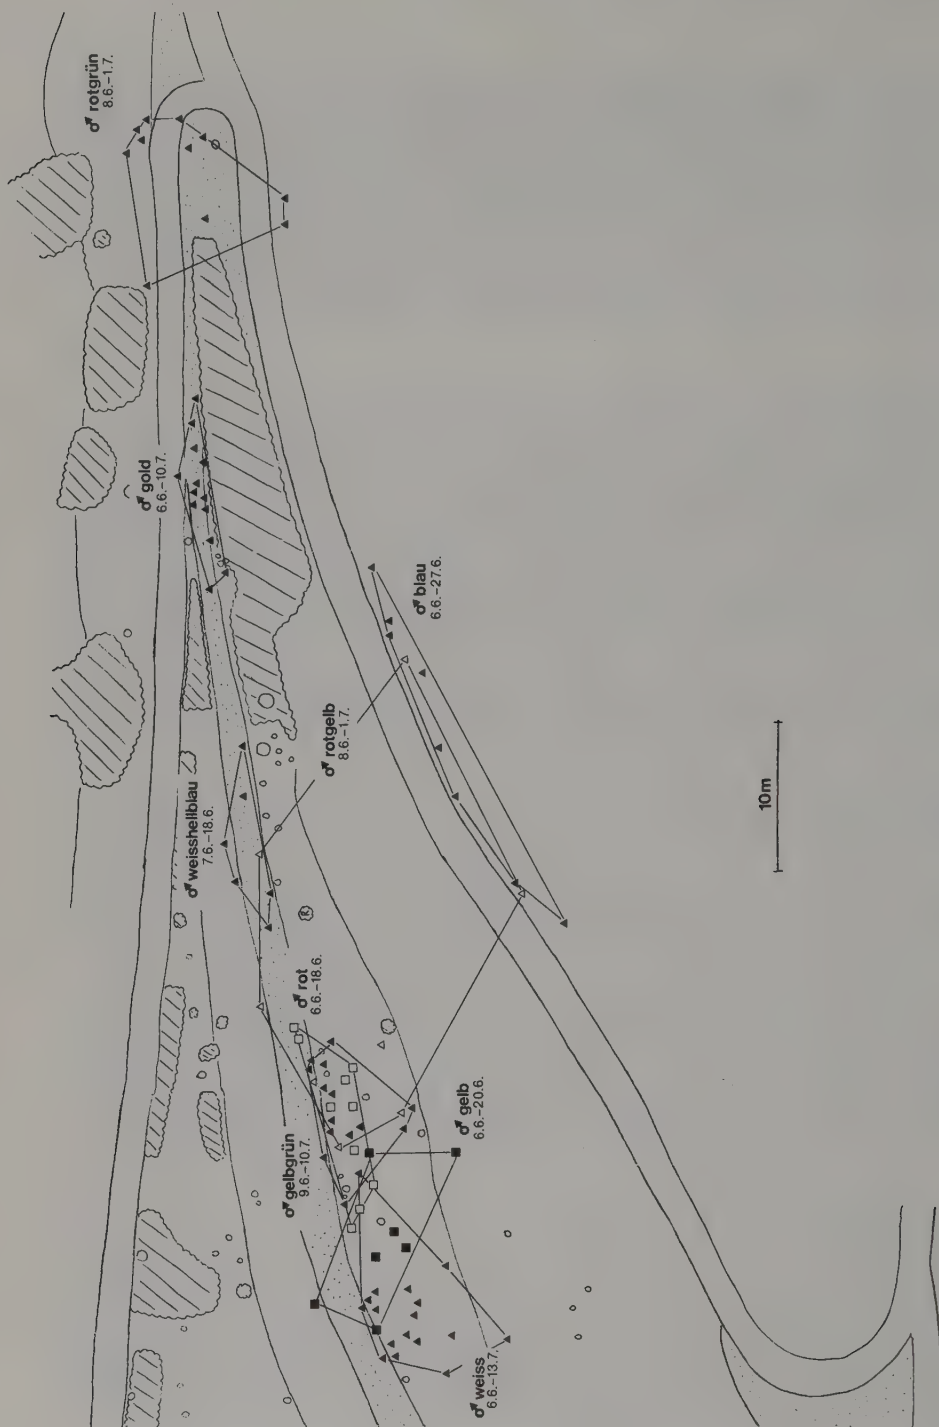 ♂ rotgrün
8.6.–1.7.
♂ gold
6.6.–10.7.
♂ blau
6.6.–27.6.
♂ rotgelb
8.6.–1.7.
♂ weisshellblau
7.6.–18.6.
10m
♂ rot
6.6.–18.6.
♂ gelb
6.6.–20.6.
♂ gelbgrün
9.6.–10.7.
♂ weiss
6.6.–13.7.
R